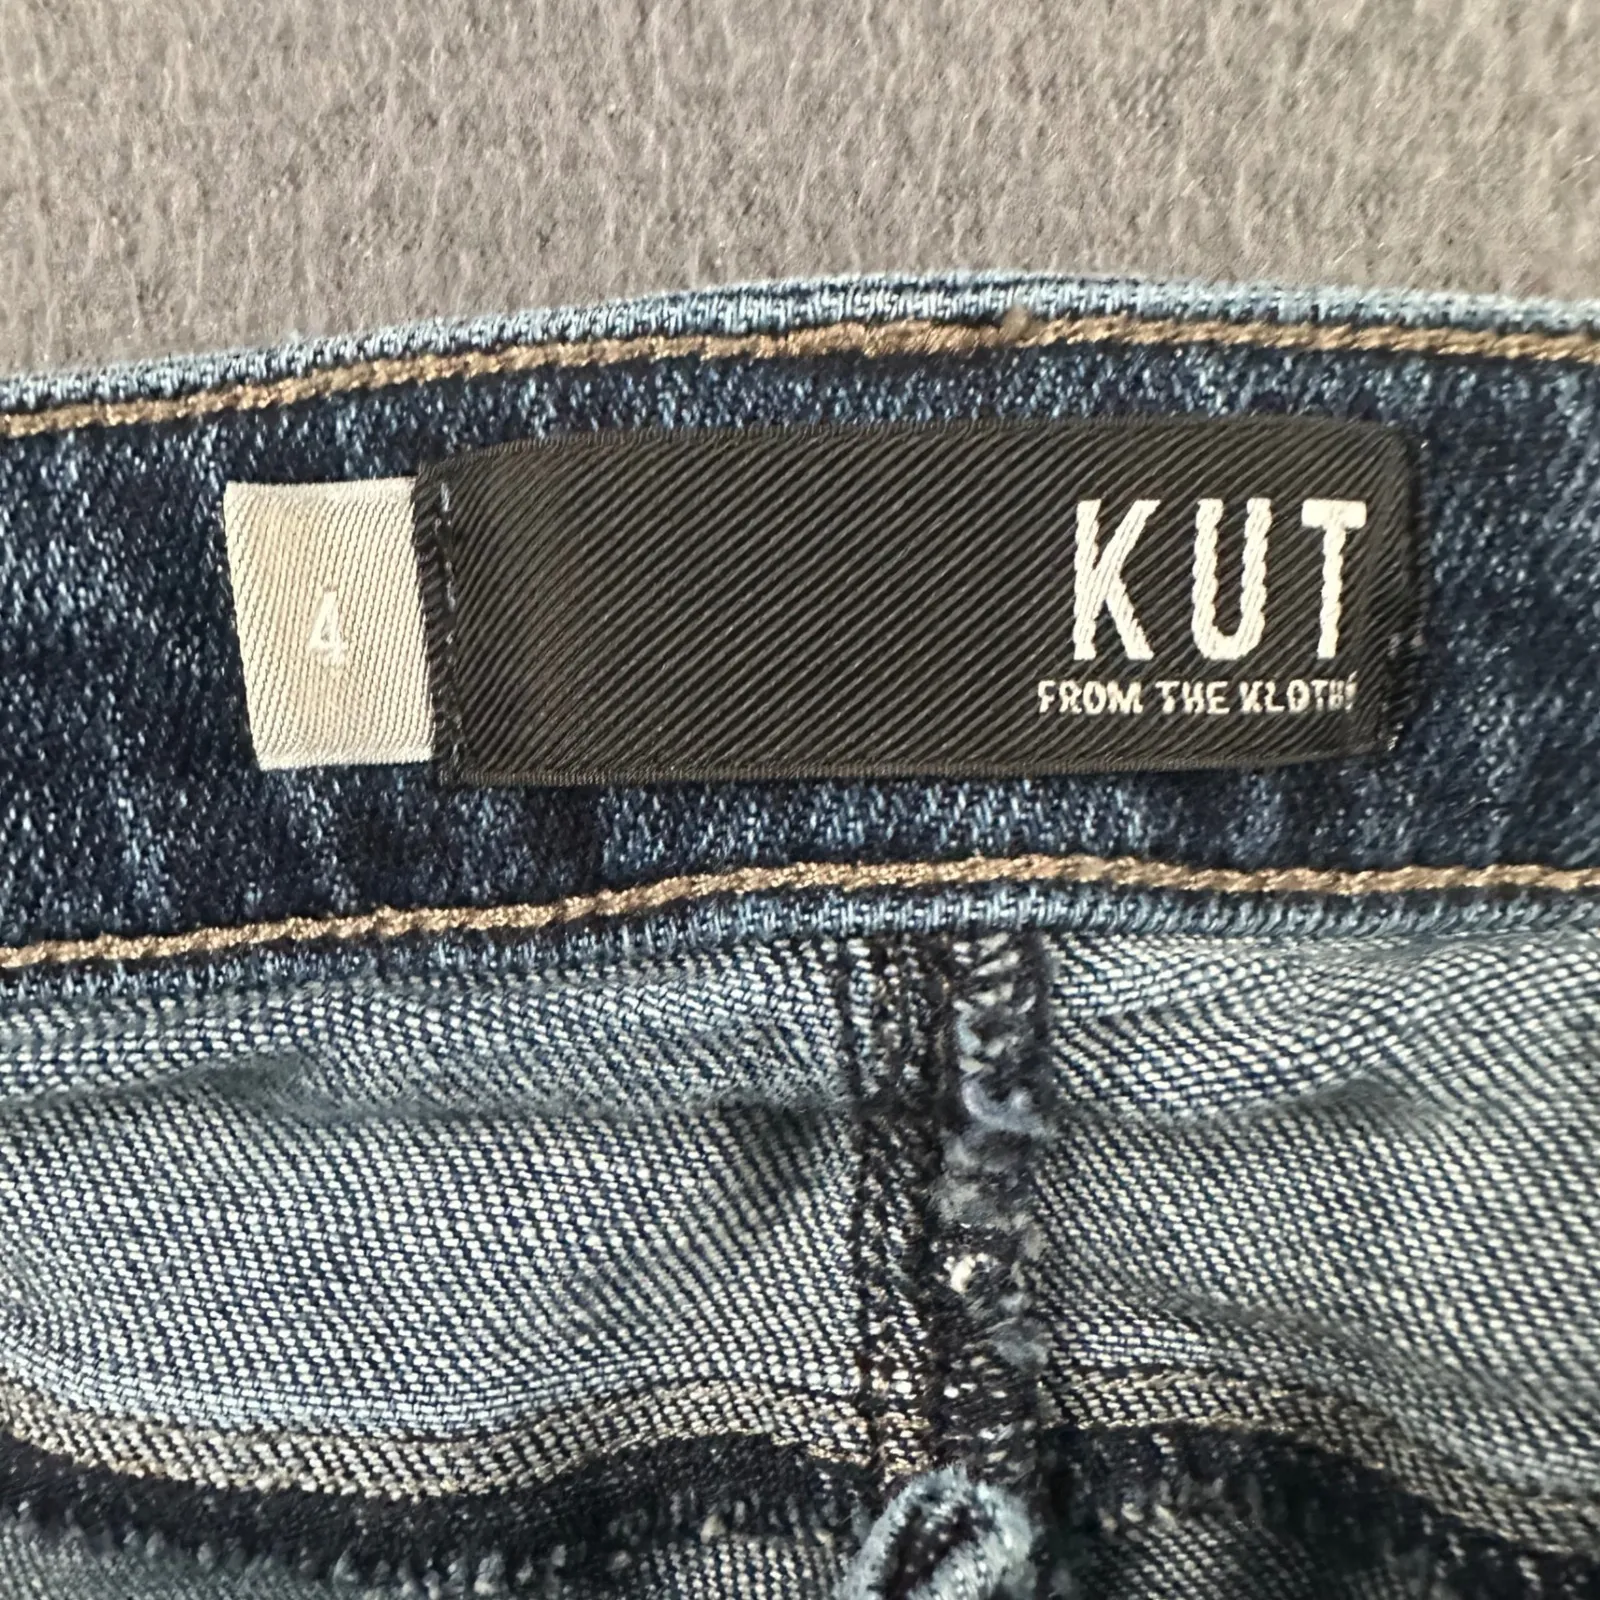 4
KUT
FROM THE KLOTH